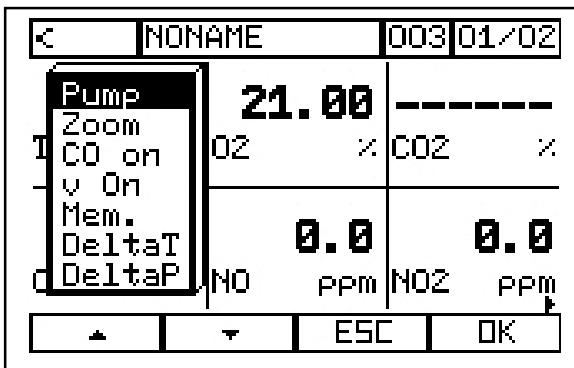 < NONAME 003 01/02
Pump 21.00 ------
Zoom
T CO on O2 % CO2 %
v On
Mem. 0.0 0.0
DeltaT
DeltaP NO ppm NO2 ppm
ESC OK